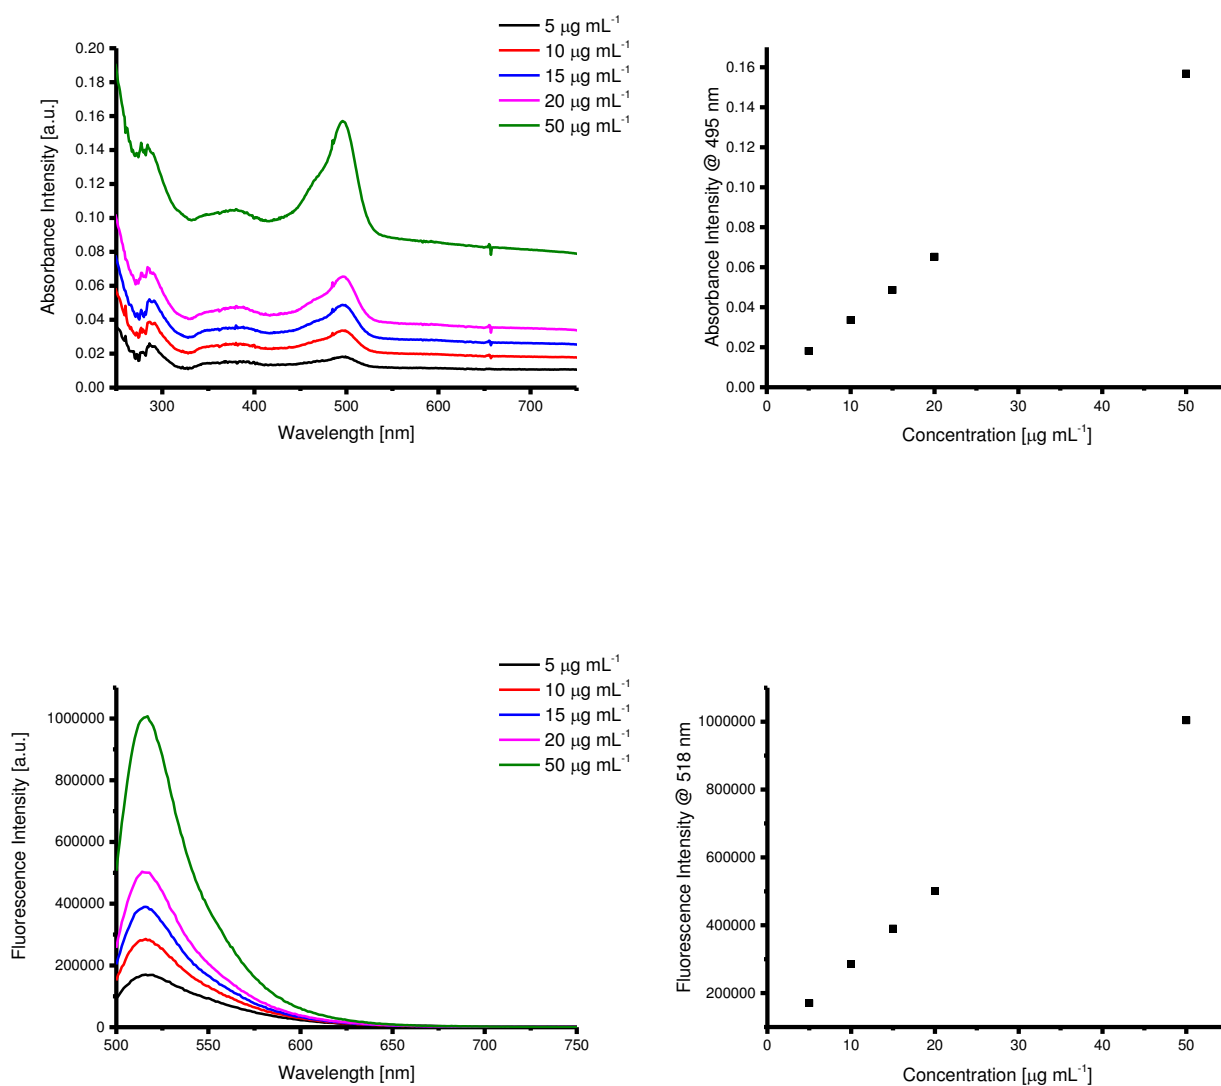 5 μg mL⁻¹
10 μg mL⁻¹
15 μg mL⁻¹
20 μg mL⁻¹
50 μg mL⁻¹
0.20
0.18
0.16
0.14
0.12
0.10
0.08
0.06
0.04
0.02
0.00
Absorbance Intensity [a.u.]
300 400 500 600 700
Wavelength [nm]
0.16
0.14
0.12
0.10
0.08
0.06
0.04
0.02
0.00
Absorbance Intensity @ 495 nm
0 10 20 30 40 50
Concentration [μg mL⁻¹]
5 μg mL⁻¹
10 μg mL⁻¹
15 μg mL⁻¹
20 μg mL⁻¹
50 μg mL⁻¹
1000000
800000
600000
400000
200000
0
Fluorescence Intensity [a.u.]
500 550 600 650 700 750
Wavelength [nm]
1000000
800000
600000
400000
200000
Fluorescence Intensity @ 518 nm
0 10 20 30 40 50
Concentration [μg mL⁻¹]